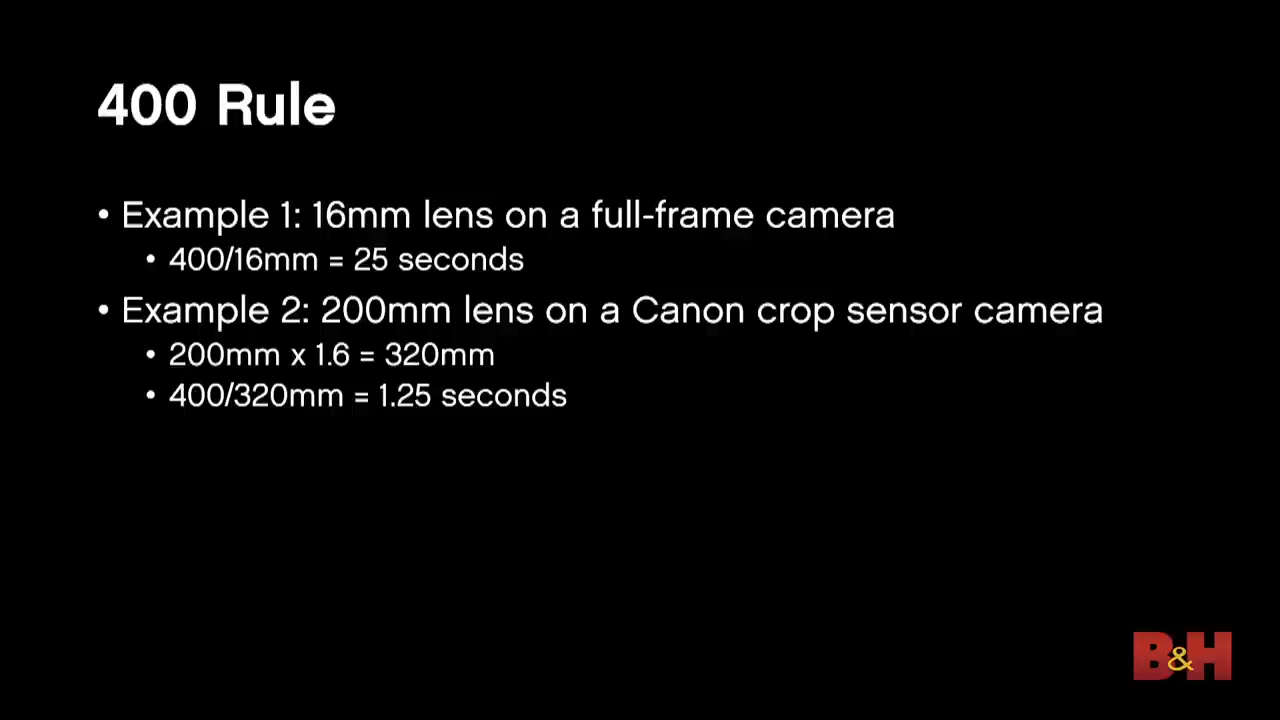 400 Rule
• Example 1: 16mm lens on a full-frame camera
• 400/16mm = 25 seconds
• Example 2: 200mm lens on a Canon crop sensor camera
• 200mm x 1.6 = 320mm
• 400/320mm = 1.25 seconds
B&H